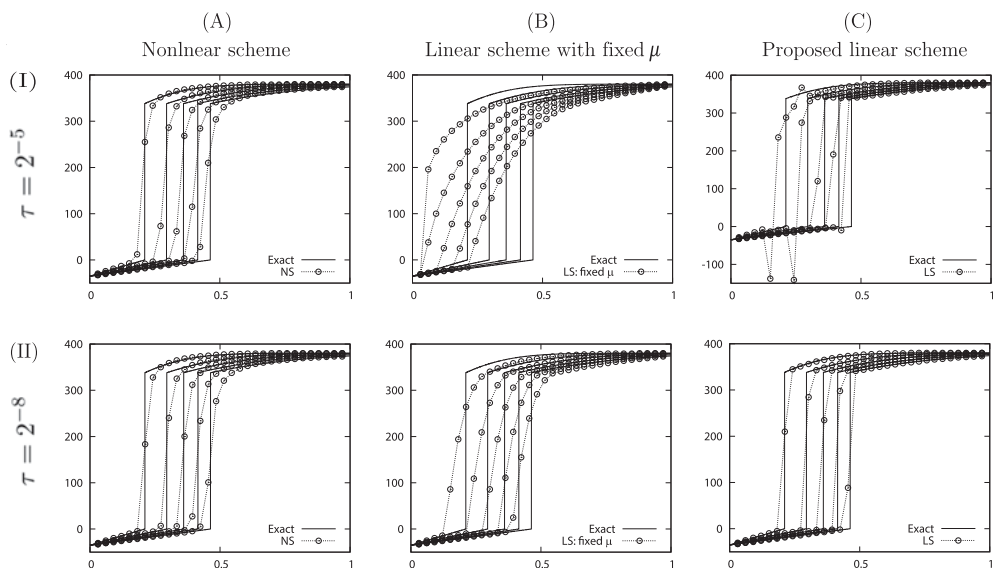 (A) (B) (C)
Nonlnear scheme Linear scheme with fixed μ Proposed linear scheme
(I)
τ = 2⁻⁵
400
300
200
100
0
0 0.5 1
Exact
NS
400
300
200
100
0
0 0.5 1
Exact
LS: fixed μ
400
300
200
100
0
-100
0 0.5 1
Exact
LS
(II)
τ = 2⁻⁸
400
300
200
100
0
0 0.5 1
Exact
NS
400
300
200
100
0
0 0.5 1
Exact
LS: fixed μ
400
300
200
100
0
0 0.5 1
Exact
LS